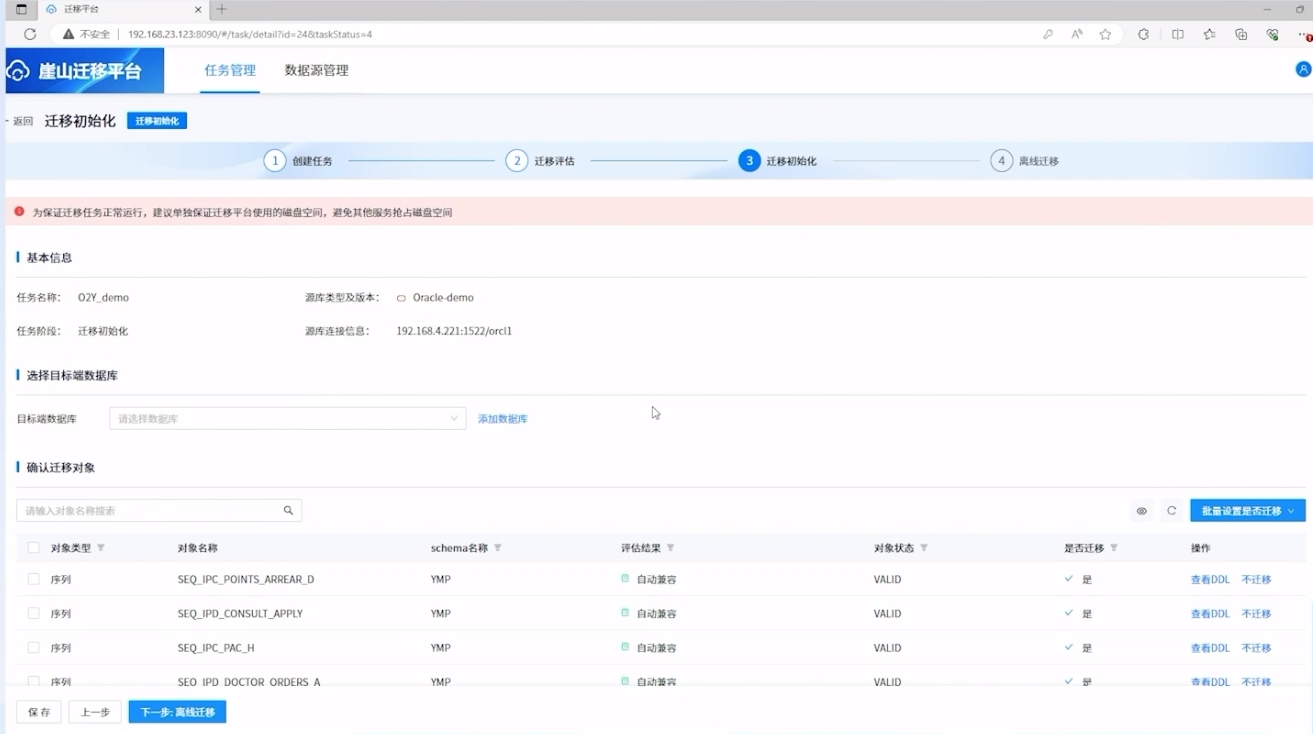 迁移平台
不安全 192.168.23.123:8090/#/task/detail?id=24&taskStatus=4
崖山迁移平台 任务管理 数据源管理
返回 迁移初始化 迁移初始化
1 创建任务 2 迁移评估 3 迁移初始化 4 离线迁移
为保证迁移任务正常运行，建议单独保证迁移平台使用的磁盘空间，避免其他服务抢占磁盘空间
基本信息
任务名称： O2Y_demo 源库类型及版本： Oracle-demo
任务阶段： 迁移初始化 源库连接信息： 192.168.4.221:1522/orcl1
选择目标端数据库
目标端数据库 请选择数据库 添加数据库
确认迁移对象
请输入对象名称搜索 批量设置是否迁移
对象类型 对象名称 schema名称 评估结果 对象状态 是否迁移 操作
序列 SEQ_IPC_POINTS_ARREAR_D YMP 自动兼容 VALID 是 查看DDL 不迁移
序列 SEQ_IPD_CONSULT_APPLY YMP 自动兼容 VALID 是 查看DDL 不迁移
序列 SEQ_IPC_PAC_H YMP 自动兼容 VALID 是 查看DDL 不迁移
序列 SEQ_IPD_DOCTOR_ORDERS_A YMP 自动兼容 VALID 是 查看DDL 不迁移
保存 上一步 下一步: 离线迁移